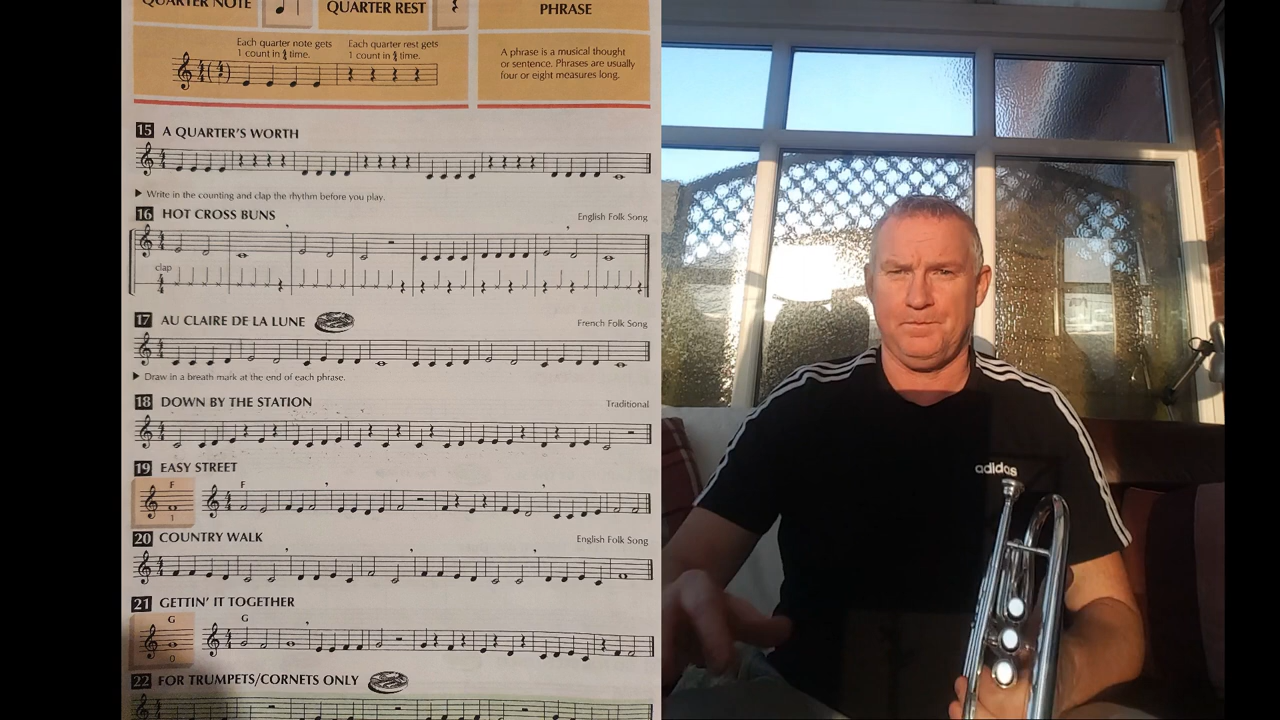 QUARTER NOTE
QUARTER REST
PHRASE
Each quarter note gets
1 count in 4/4 time.
Each quarter rest gets
1 count in 4/4 time.
A phrase is a musical thought
or sentence. Phrases are usually
four or eight measures long.
15 A QUARTER'S WORTH
▶ Write in the counting and clap the rhythm before you play.
16 HOT CROSS BUNS
English Folk Song
clap
17 AU CLAIRE DE LA LUNE
French Folk Song
▶ Draw in a breath mark at the end of each phrase.
18 DOWN BY THE STATION
Traditional
19 EASY STREET
F
1
F
20 COUNTRY WALK
English Folk Song
21 GETTIN' IT TOGETHER
G
0
G
22 FOR TRUMPETS/CORNETS ONLY
adidas